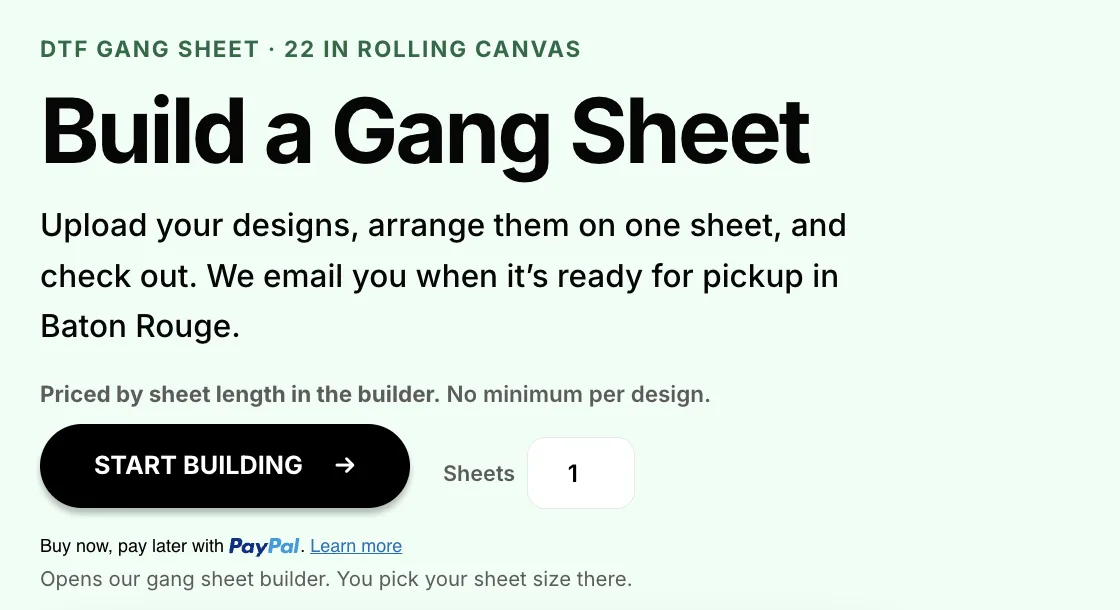 DTF GANG SHEET · 22 IN ROLLING CANVAS
Build a Gang Sheet
Upload your designs, arrange them on one sheet, and
check out. We email you when it’s ready for pickup in
Baton Rouge.
Priced by sheet length in the builder. No minimum per design.
START BUILDING →
Sheets 1
Buy now, pay later with PayPal. Learn more
Opens our gang sheet builder. You pick your sheet size there.